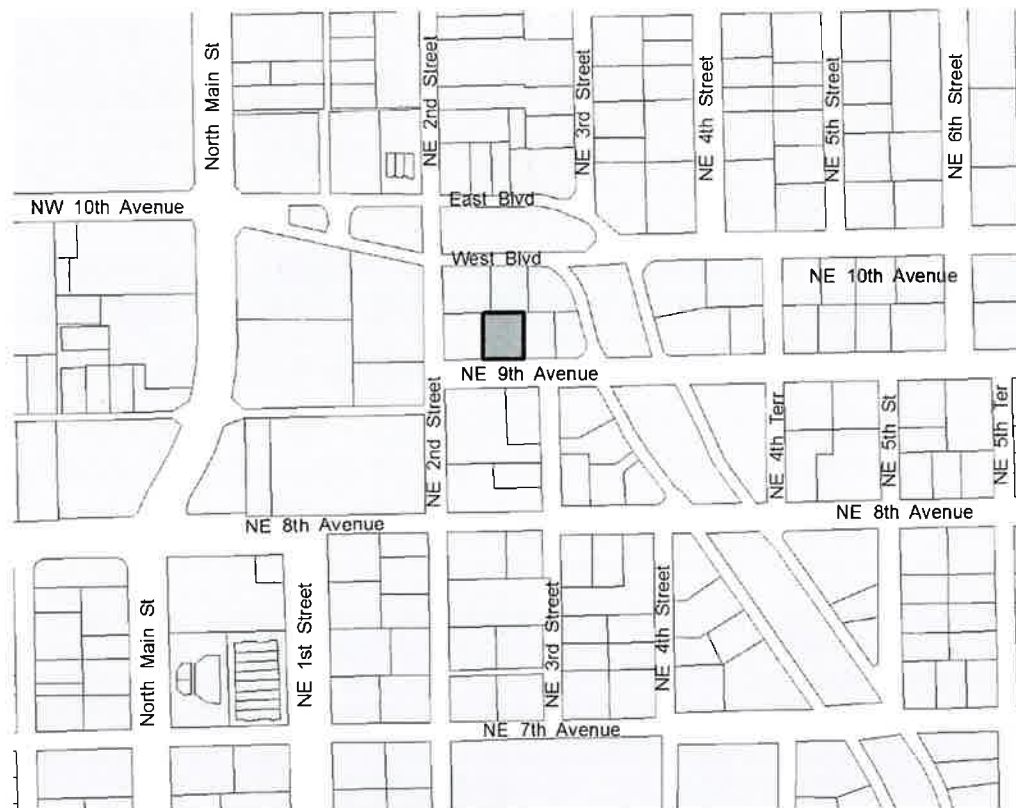 North Main St
NE 2nd Street
NE 3rd Street
NE 4th Street
NE 5th Street
NE 6th Street
NW 10th Avenue
East Blvd
West Blvd
NE 10th Avenue
NE 9th Avenue
NE 2nd Street
NE 4th Terr
NE 5th St
NE 5th Ter
NE 8th Avenue
NE 8th Avenue
North Main St
NE 1st Street
NE 3rd Street
NE 4th Street
NE 7th Avenue